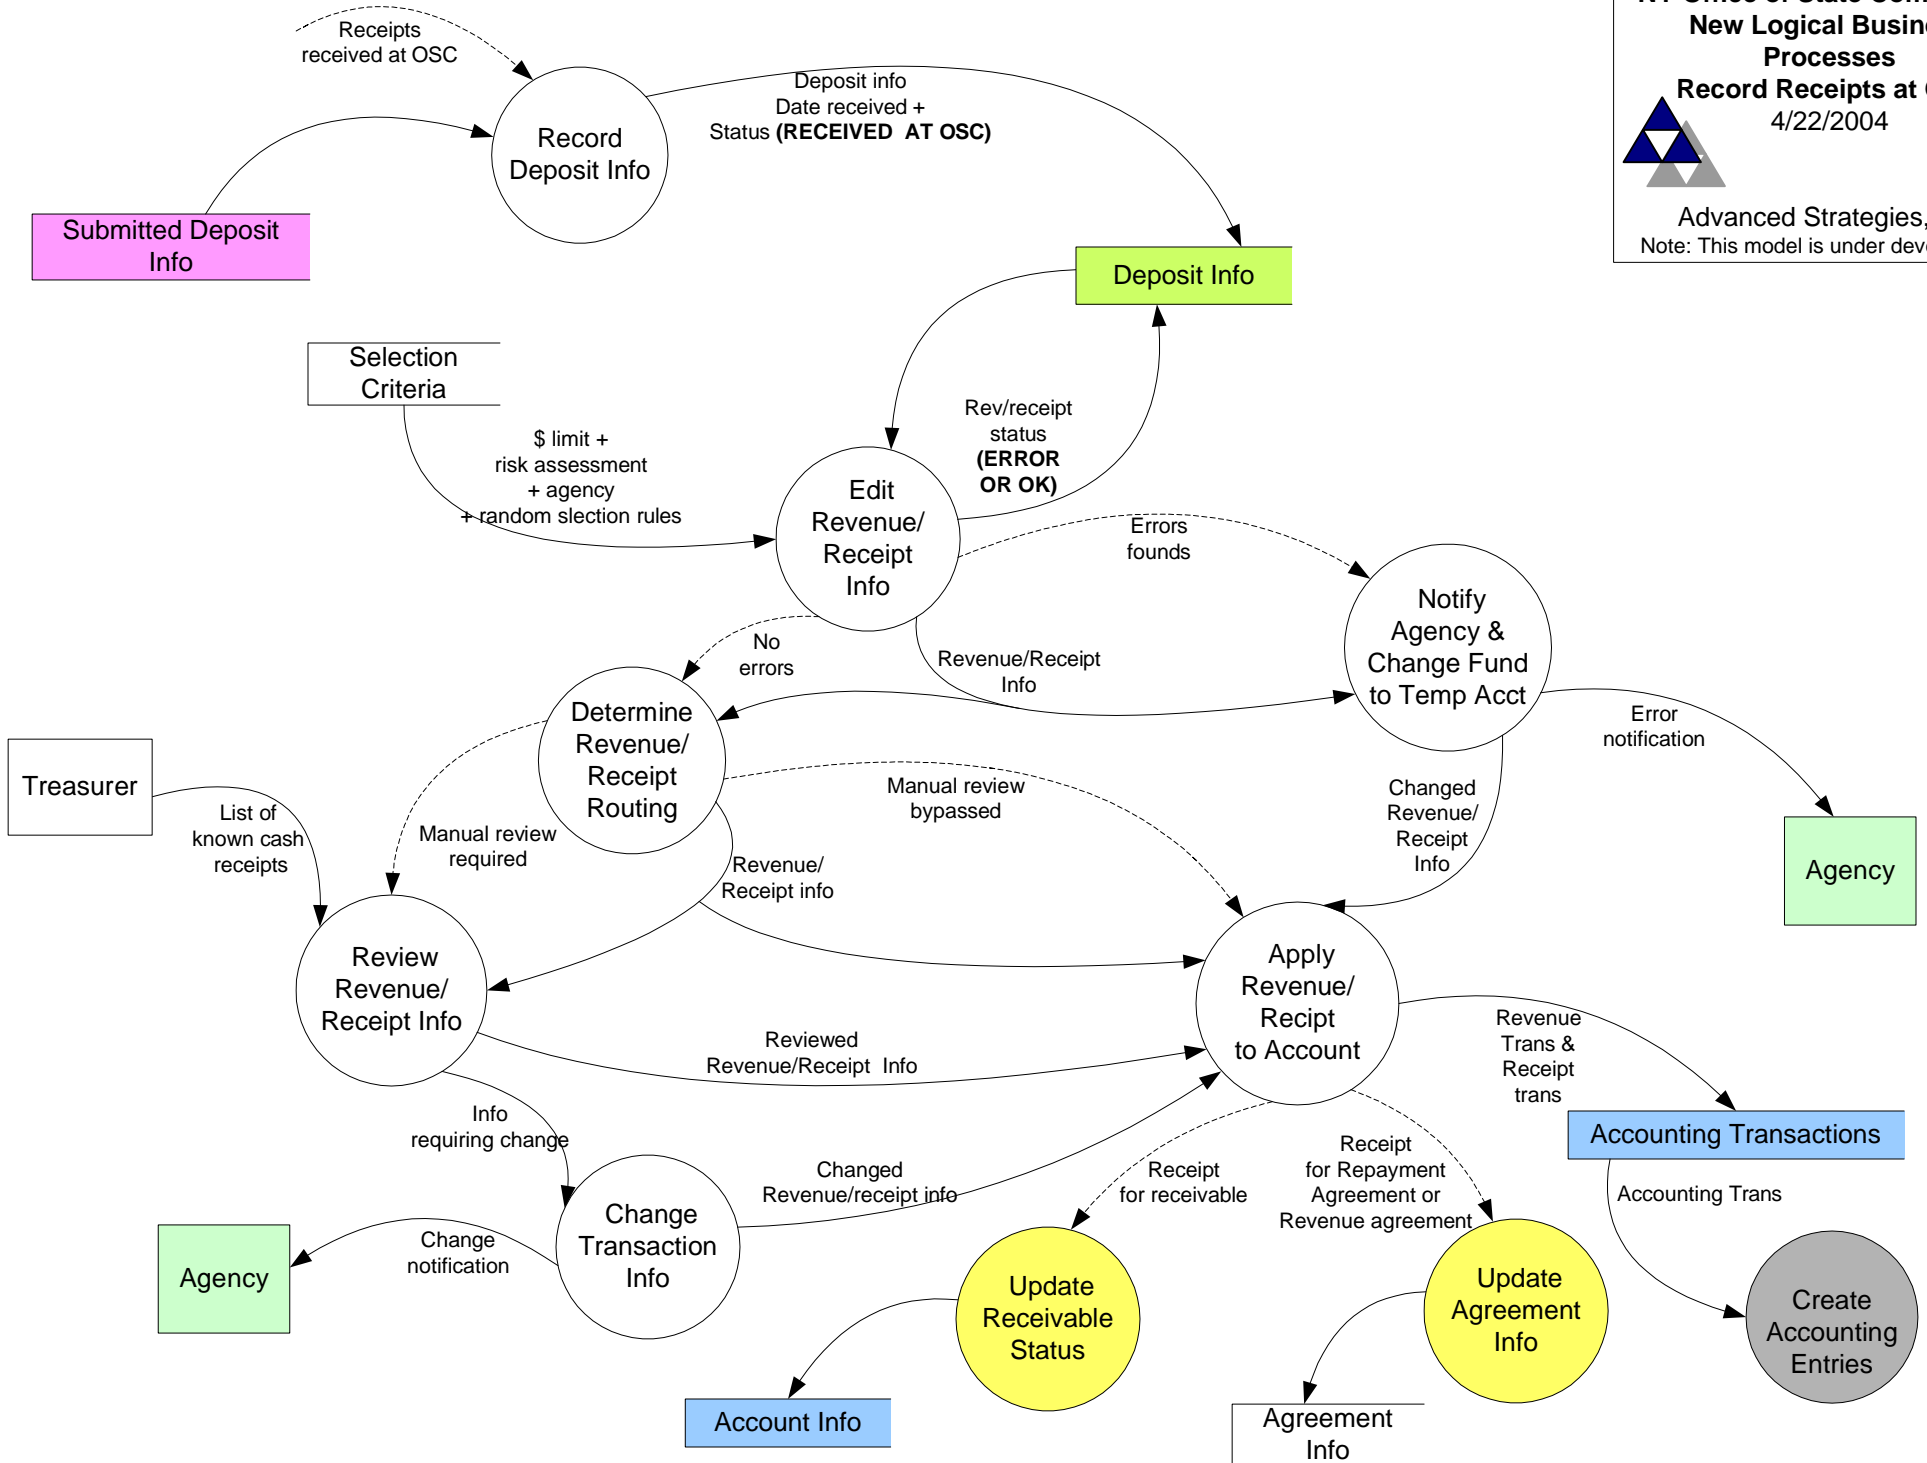 NY Office of State
New Logical
Processes
Record Receipts at
4/22/2004
Advanced Strategies,
Note: This model is under
Receipts
received at OSC
Record
Deposit Info
Deposit info
Date received +
Status (RECEIVED  AT OSC)
Submitted Deposit
Info
Deposit Info
Selection
Criteria
$ limit +
risk assessment
+ agency
+ random slection rules
Rev/receipt
status
(ERROR
OR OK)
Edit
Revenue/
Receipt
Info
Errors
founds
Notify
Agency &
Change Fund
to Temp Acct
No
errors
Revenue/Receipt
Info
Determine
Revenue/
Receipt
Routing
Error
notification
Treasurer
List of
known cash
receipts
Manual review
required
Manual review
bypassed
Changed
Revenue/
Receipt
Info
Agency
Revenue/
Receipt info
Review
Revenue/
Receipt Info
Apply
Revenue/
Recipt
to Account
Reviewed
Revenue/Receipt  Info
Revenue
Trans &
Receipt
trans
Info
requiring change
Accounting Transactions
Changed
Revenue/receipt info
Receipt
for receivable
Receipt
for Repayment
Agreement or
Revenue agreement
Accounting Trans
Change
Transaction
Info
Change
notification
Agency
Update
Receivable
Status
Update
Agreement
Info
Create
Accounting
Entries
Account Info
Agreement
Info